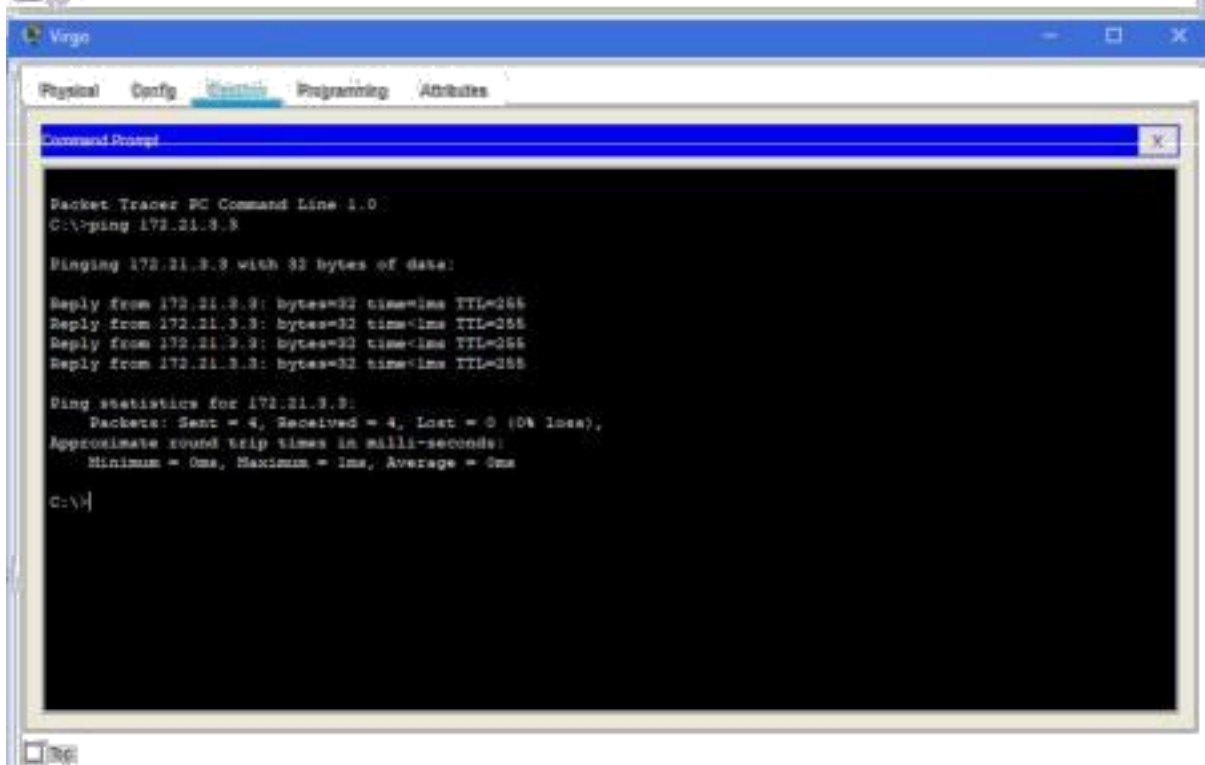 Virgo
Physical Config Desktop Programming Attributes
Command Prompt
X
Packet Tracer PC Command Line 1.0
C:\>ping 172.21.3.3
Pinging 172.21.3.3 with 32 bytes of data:
Reply from 172.21.3.3: bytes=32 time=1ms TTL=255
Reply from 172.21.3.3: bytes=32 time<1ms TTL=255
Reply from 172.21.3.3: bytes=32 time<1ms TTL=255
Reply from 172.21.3.3: bytes=32 time<1ms TTL=255
Ping statistics for 172.21.3.3:
Packets: Sent = 4, Received = 4, Lost = 0 (0% loss),
Approximate round trip times in milli-seconds:
Minimum = 0ms, Maximum = 1ms, Average = 0ms
C:\>
Top